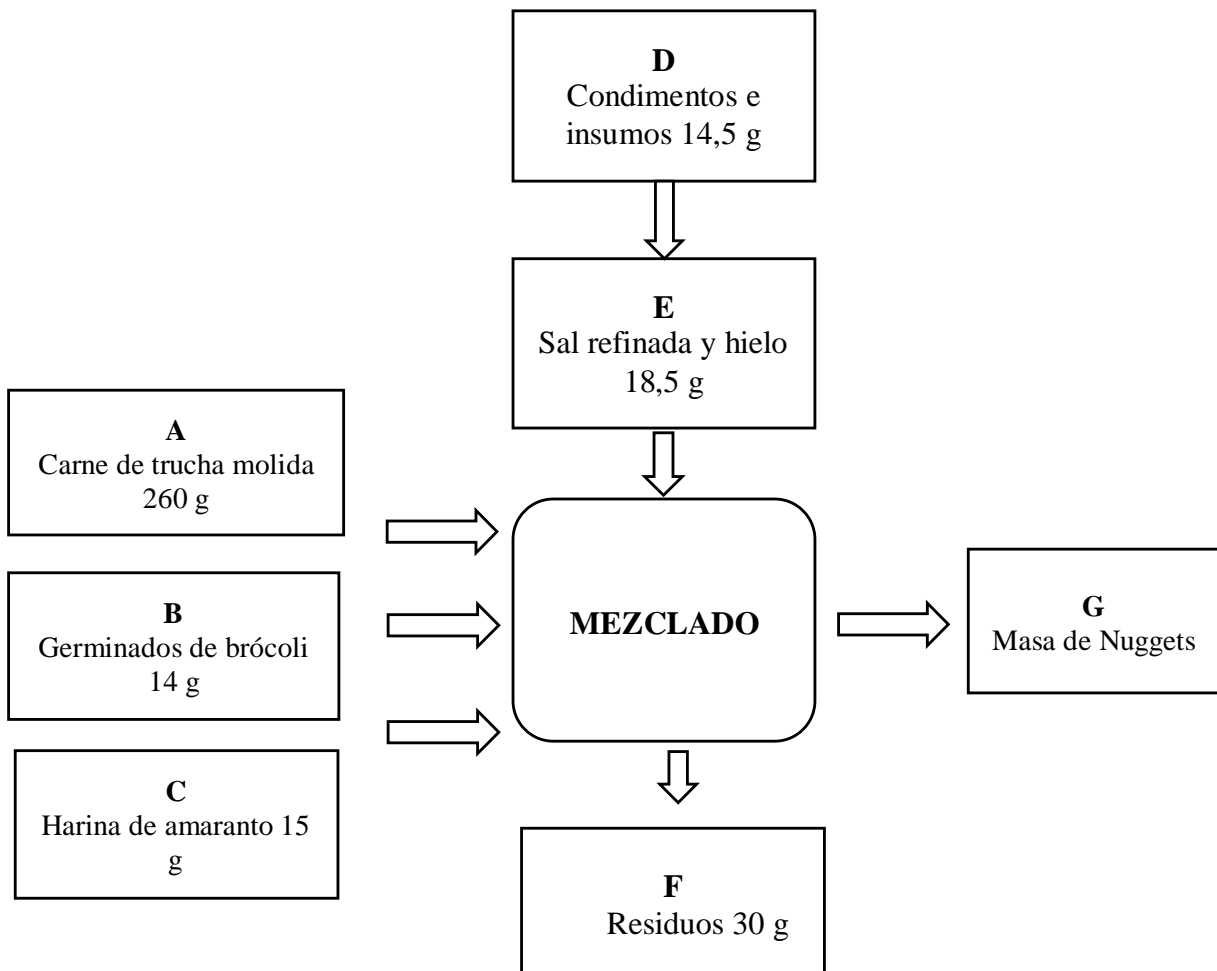 D
Condimentos e
insumos 14,5 g
E
Sal refinada y hielo
18,5 g
A
Carne de trucha molida
260 g
B
Germinados de brócoli
14 g
C
Harina de amaranto 15
g
MEZCLADO
G
Masa de Nuggets
F
Residuos 30 g